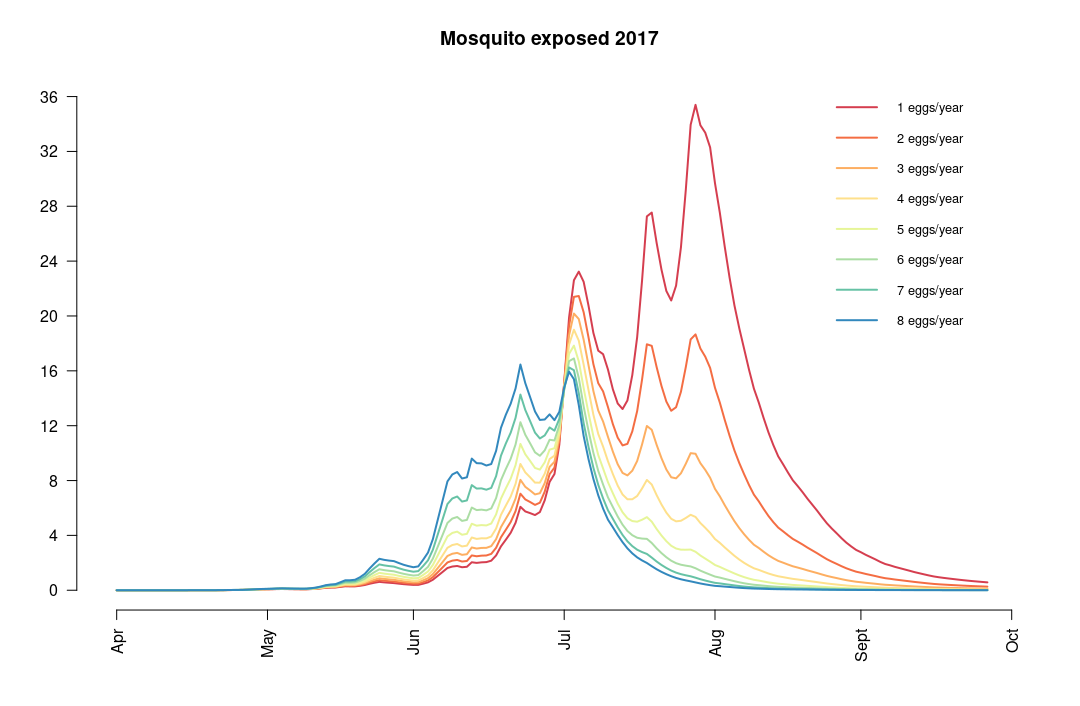 Mosquito exposed 2017
36
32
28
24
20
16
12
8
4
0
1 eggs/year
2 eggs/year
3 eggs/year
4 eggs/year
5 eggs/year
6 eggs/year
7 eggs/year
8 eggs/year
Apr
May
Jun
Jul
Aug
Sept
Oct